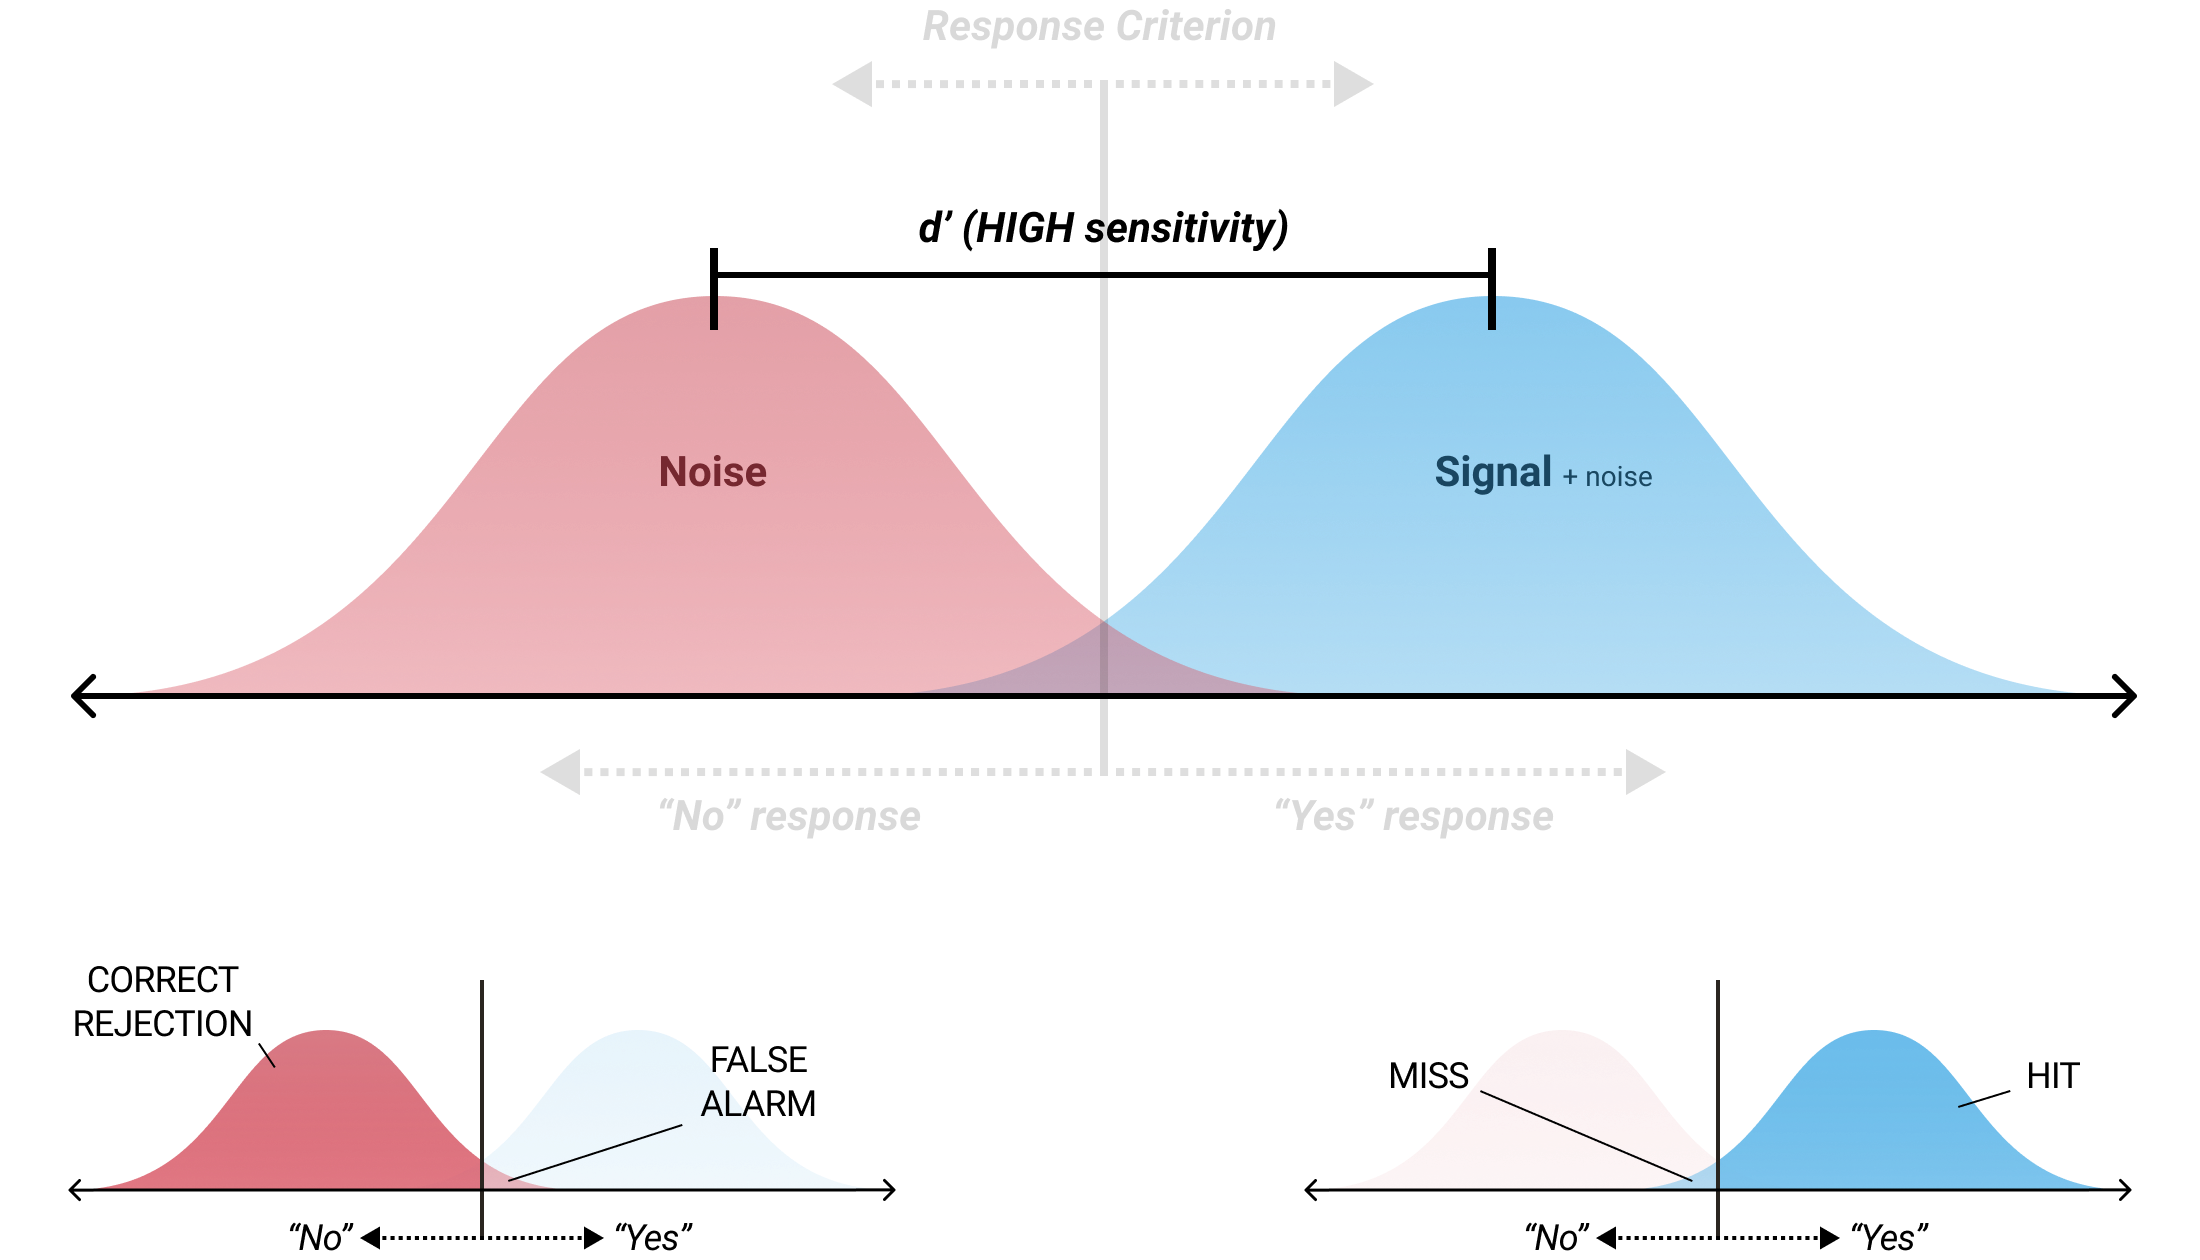 Response Criterion
d’ (HIGH sensitivity)
Noise
Signal + noise
“No” response
“Yes” response
CORRECT
REJECTION
FALSE
ALARM
“No”
“Yes”
MISS
HIT
“No”
“Yes”